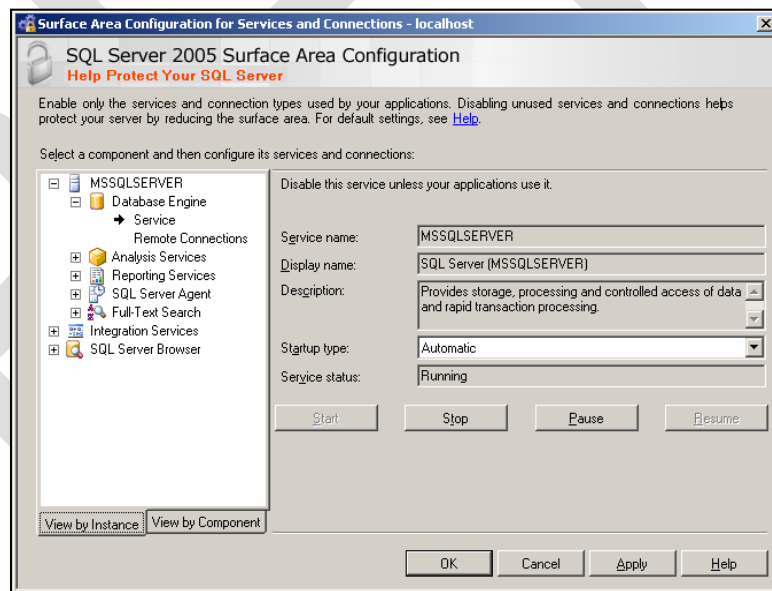 Surface Area Configuration for Services and Connections - localhost
SQL Server 2005 Surface Area Configuration
Help Protect Your SQL Server
Enable only the services and connection types used by your applications. Disabling unused services and connections helps
protect your server by reducing the surface area. For default settings, see Help.
Select a component and then configure its services and connections:
MSSQLSERVER
Database Engine
Service
Remote Connections
Analysis Services
Reporting Services
SQL Server Agent
Full-Text Search
Integration Services
SQL Server Browser
View by Instance
View by Component
Disable this service unless your applications use it.
Service name: MSSQLSERVER
Display name: SQL Server (MSSQLSERVER)
Description: Provides storage, processing and controlled access of data
and rapid transaction processing.
Startup type: Automatic
Service status: Running
Start Stop Pause Resume
OK Cancel Apply Help